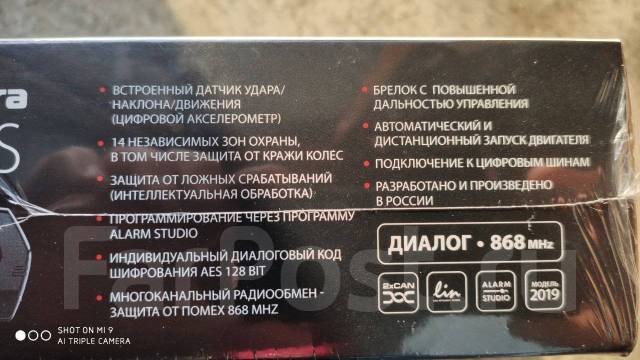 ra
S
• ВСТРОЕННЫЙ ДАТЧИК УДАРА/
НАКЛОНА/ДВИЖЕНИЯ
(ЦИФРОВОЙ АКСЕЛЕРОМЕТР)
• 14 НЕЗАВИСИМЫХ ЗОН ОХРАНЫ,
В ТОМ ЧИСЛЕ ЗАЩИТА ОТ КРАЖИ КОЛЕС
• ЗАЩИТА ОТ ЛОЖНЫХ СРАБАТЫВАНИЙ
(ИНТЕЛЛЕКТУАЛЬНАЯ ОБРАБОТКА)
• ПРОГРАММИРОВАНИЕ ЧЕРЕЗ ПРОГРАММУ
ALARM STUDIO
• ИНДИВИДУАЛЬНЫЙ ДИАЛОГОВЫЙ КОД
ШИФРОВАНИЯ AES 128 BIT
• МНОГОКАНАЛЬНЫЙ РАДИООБМЕН -
ЗАЩИТА ОТ ПОМЕХ 868 MHZ
• БРЕЛОК С ПОВЫШЕННОЙ
ДАЛЬНОСТЬЮ УПРАВЛЕНИЯ
• АВТОМАТИЧЕСКИЙ И
ДИСТАНЦИОННЫЙ ЗАПУСК ДВИГАТЕЛЯ
• ПОДКЛЮЧЕНИЕ К ЦИФРОВЫМ ШИНАМ
• РАЗРАБОТАНО И ПРОИЗВЕДЕНО
В РОССИИ
ДИАЛОГ • 868 MHz
2xCAN
lin
ALARM
STUDIO
МОДЕЛЬ
2019
FarPost.ru
SHOT ON MI 9
AI TRIPLE CAMERA